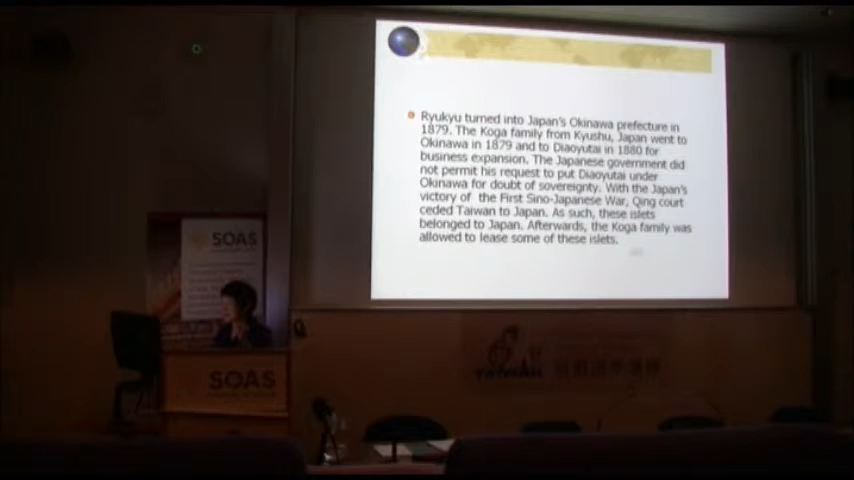 Ryukyu turned into Japan's Okinawa prefecture in
1879. The Koga family from Kyushu, Japan went to
Okinawa in 1879 and to Diaoyutai in 1880 for
business expansion. The Japanese government did
not permit his request to put Diaoyutai under
Okinawa for doubt of sovereignty. With the Japan's
victory of the First Sino-Japanese War, Qing court
ceded Taiwan to Japan. As such, these islets
belonged to Japan. Afterwards, the Koga family was
allowed to lease some of these islets.
SOAS
SOAS